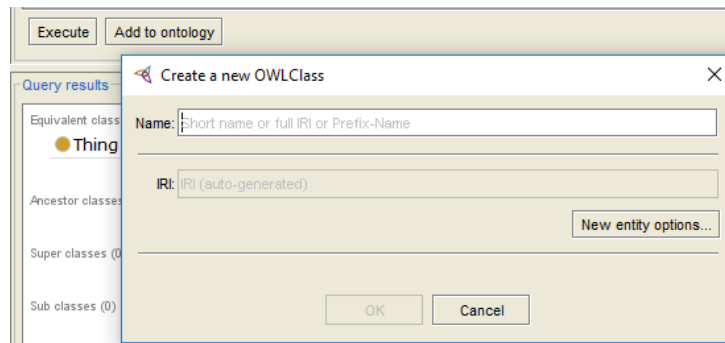 Execute
Add to ontology
Create a new OWLClass
Query results
Equivalent class
Name: Short name or full IRI or Prefix-Name
Thing
IRI: IRI (auto-generated)
Ancestor classes
New entity options...
Super classes (0
Sub classes (0)
OK
Cancel